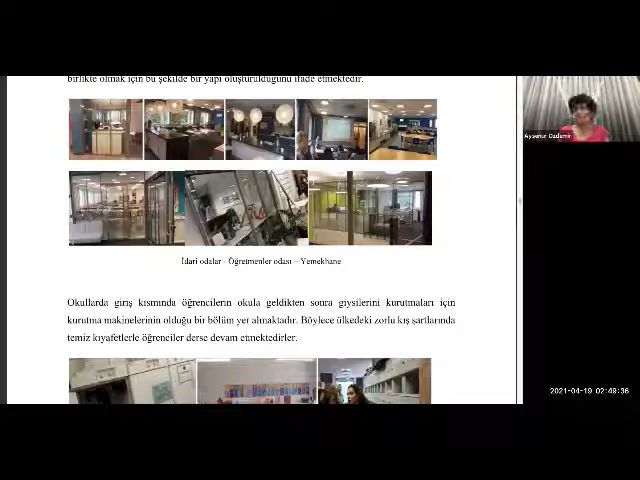 birlikte olmak için bu şekilde bir yapı oluşturulduğunu ifade etmektedir.
Aysenur Ozdemir
İdari odalar - Öğretmenler odası – Yemekhane
Okullarda giriş kısmında öğrencilerin okula geldikten sonra giysilerini kurutmaları için
kurutma makinelerinin olduğu bir bölüm yer almaktadır. Böylece ülkedeki zorlu kış şartlarında
temiz kıyafetlerle öğrenciler derse devam etmektedirler.
2021-04-19 02:49:36